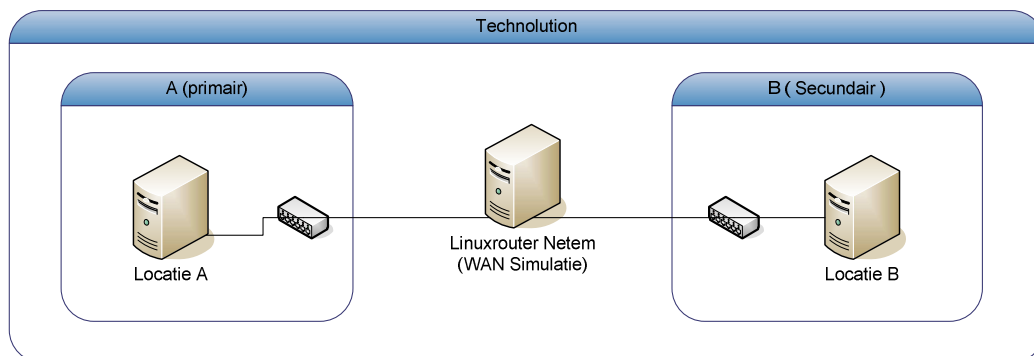 Technolution
A (primair)
B ( Secundair )
Locatie A
Linuxrouter Netem
(WAN Simulatie)
Locatie B